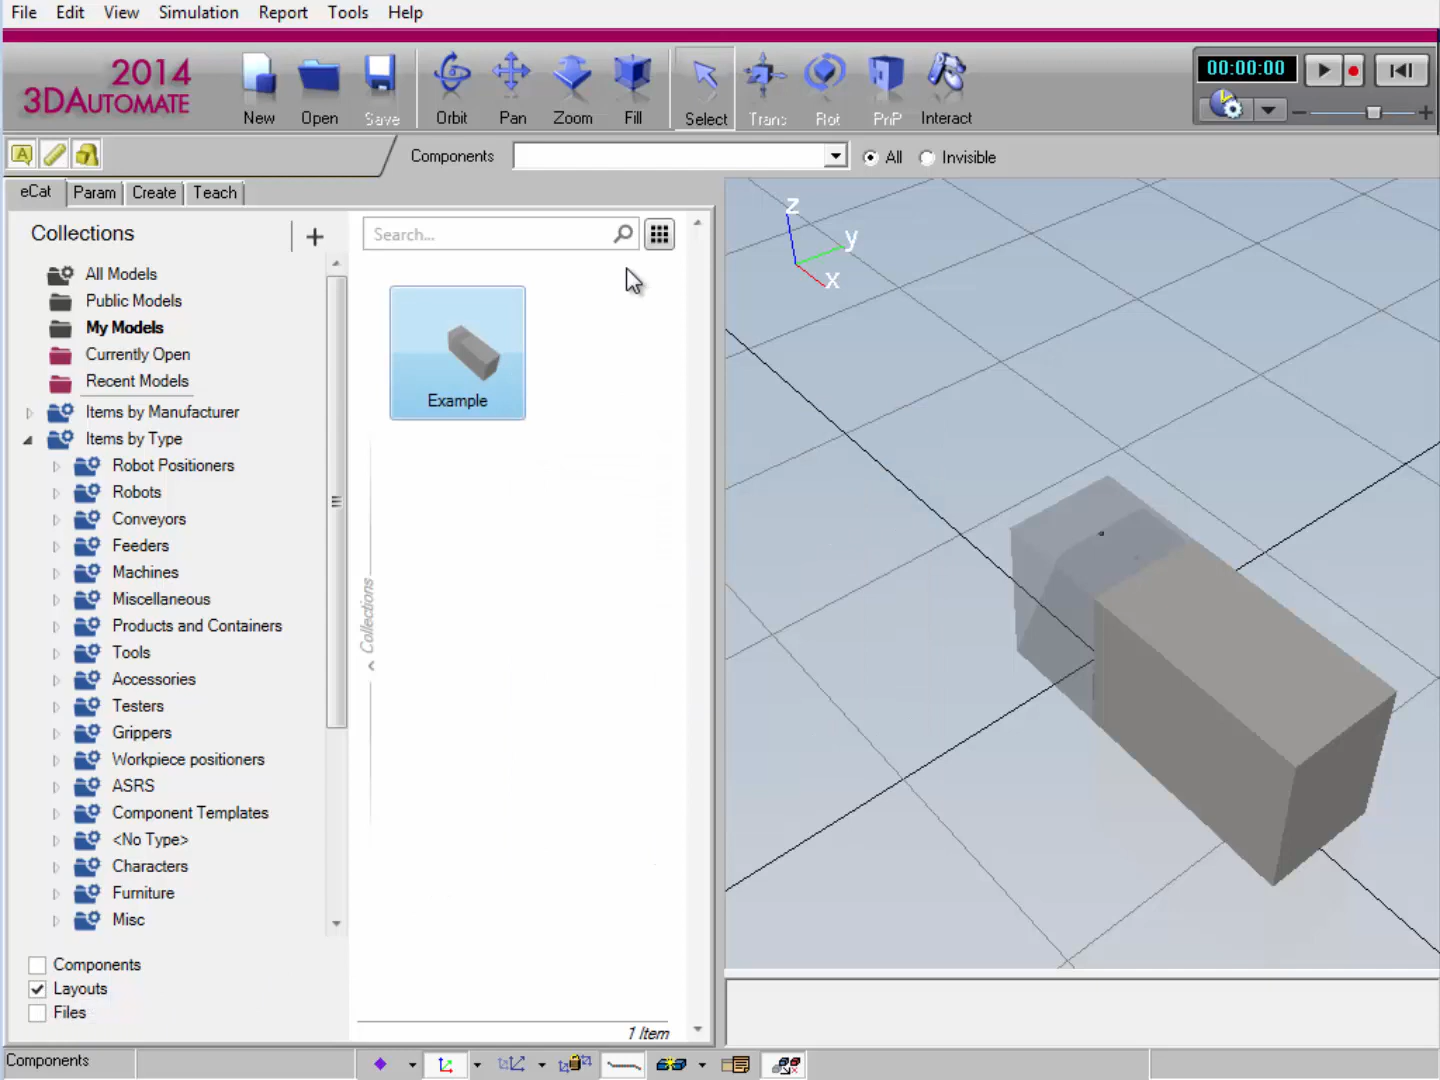 File Edit View Simulation Report Tools Help
2014
3DAUTOMATE
New Open Save Orbit Pan Zoom Fill Select Trans Rot PnP Interact
00:00:00
Components All Invisible
eCat Param Create Teach
Collections
+
Search...
All Models
Public Models
My Models
Currently Open
Recent Models
Items by Manufacturer
Items by Type
Robot Positioners
Robots
Conveyors
Feeders
Machines
Miscellaneous
Products and Containers
Tools
Accessories
Testers
Grippers
Workpiece positioners
ASRS
Component Templates
<No Type>
Characters
Furniture
Misc
Components
Layouts
Files
Example
Collections
1 Item
z
y
x
Components